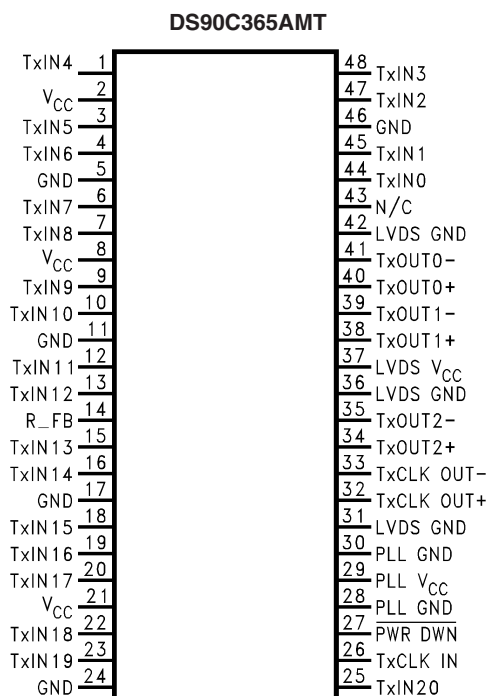 DS90C365AMT
TxIN4 1
VCC 2
TxIN5 3
TxIN6 4
GND 5
TxIN7 6
TxIN8 7
VCC 8
TxIN9 9
TxIN10 10
GND 11
TxIN11 12
TxIN12 13
R_FB 14
TxIN13 15
TxIN14 16
GND 17
TxIN15 18
TxIN16 19
TxIN17 20
VCC 21
TxIN18 22
TxIN19 23
GND 24
48 TxIN3
47 TxIN2
46 GND
45 TxIN1
44 TxIN0
43 N/C
42 LVDS GND
41 TxOUT0-
40 TxOUT0+
39 TxOUT1-
38 TxOUT1+
37 LVDS VCC
36 LVDS GND
35 TxOUT2-
34 TxOUT2+
33 TxCLK OUT-
32 TxCLK OUT+
31 LVDS GND
30 PLL GND
29 PLL VCC
28 PLL GND
27 PWR DWN
26 TxCLK IN
25 TxIN20